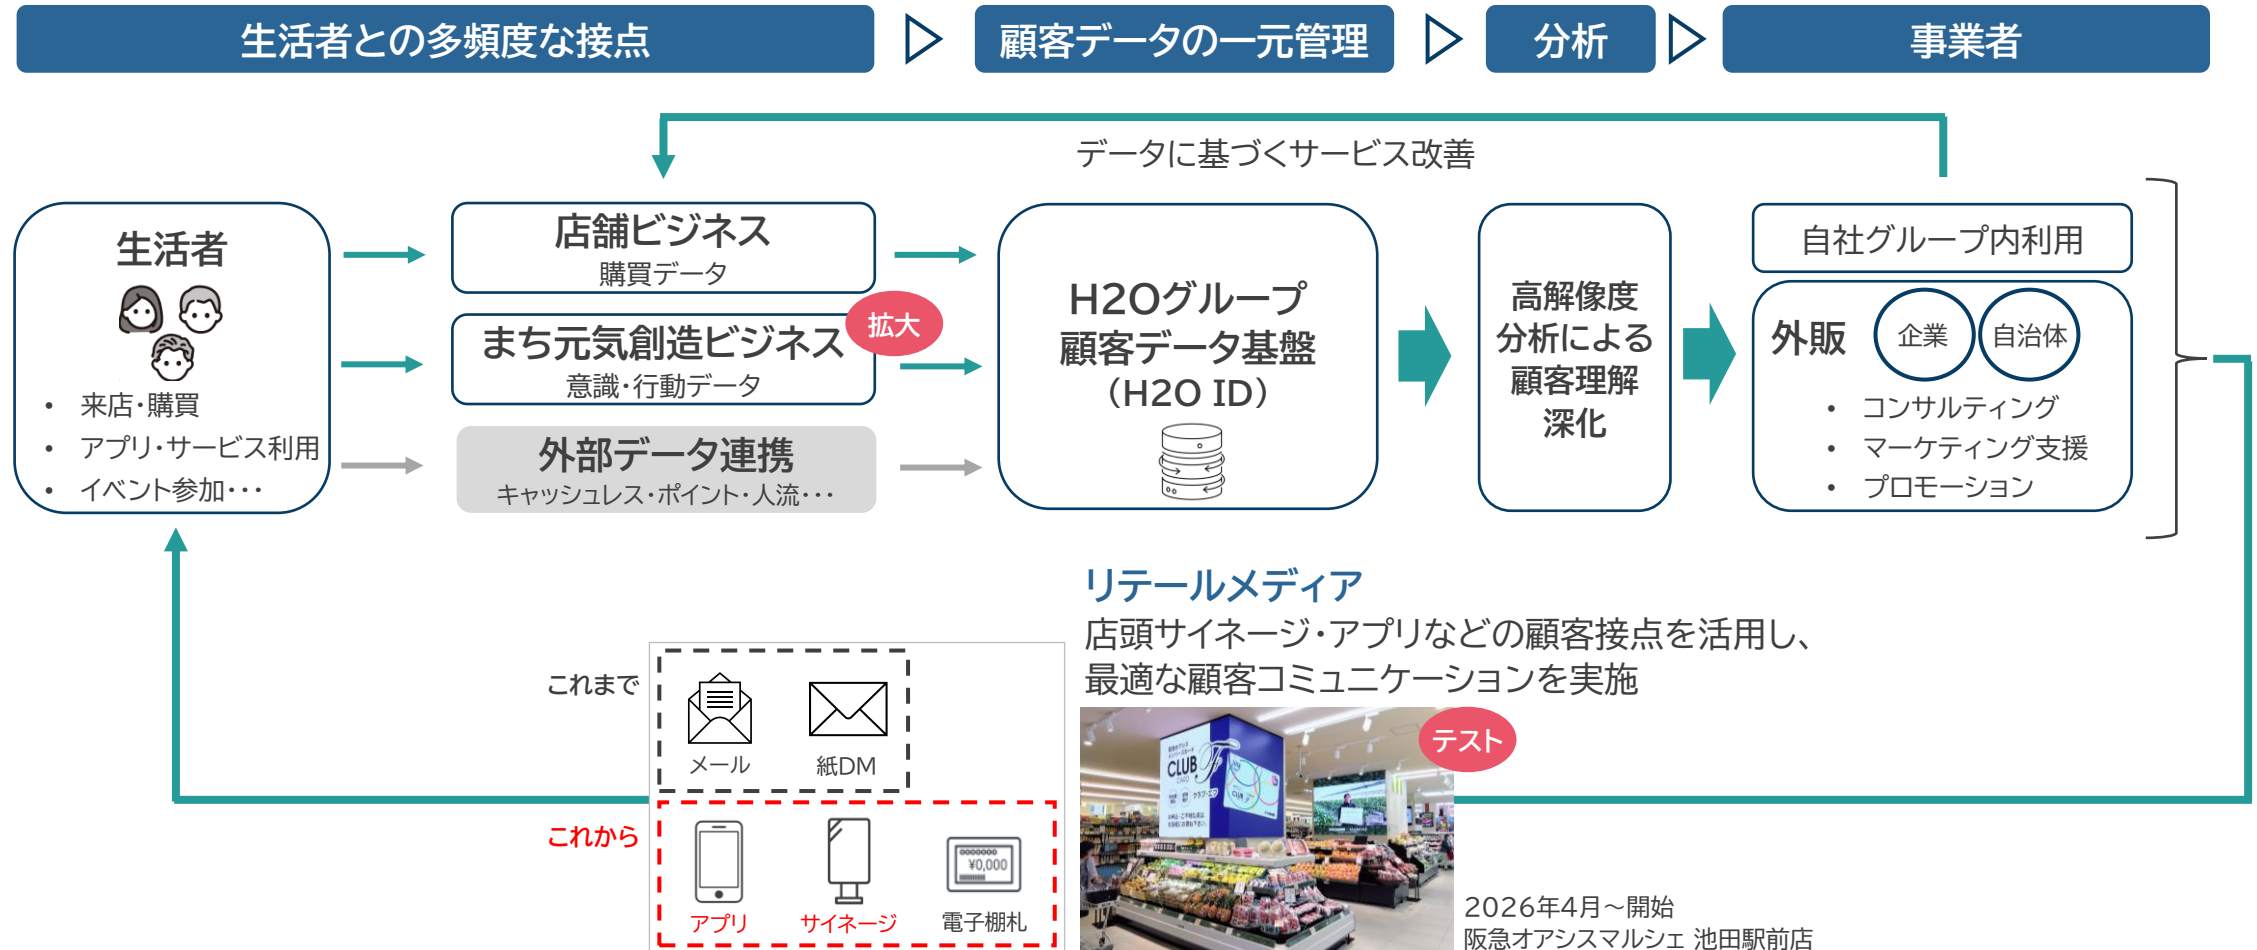 生活者との多頻度な接点
顧客データの一元管理
分析
事業者
データに基づくサービス改善
生活者
・ 来店・購買
・ アプリ・サービス利用
・ イベント参加・・・
店舗ビジネス
購買データ
まち元気創造ビジネス
意識・行動データ
拡大
外部データ連携
キャッシュレス・ポイント・人流・・・
H2Oグループ
顧客データ基盤
（H2O ID）
高解像度
分析による
顧客理解
深化
自社グループ内利用
外販
企業
自治体
・ コンサルティング
・ マーケティング支援
・ プロモーション
リテールメディア
店頭サイネージ・アプリなどの顧客接点を活用し、
最適な顧客コミュニケーションを実施
これまで
メール
紙DM
これから
¥0,000
アプリ
サイネージ
電子棚札
テスト
CLUB F
CARD
クラブ・エフ
2026年4月～開始
阪急オアシスマルシェ 池田駅前店